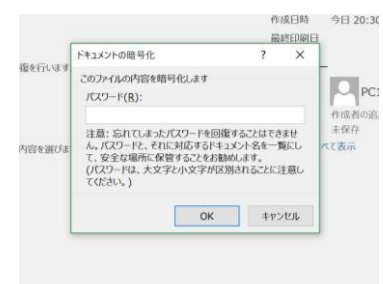 作成日時 今日 20:30
最終印刷日
ドキュメントの暗号化 ? ×
復を行います
このファイルの内容を暗号化します
パスワード(R):
PC1
作成者の追
注意: 忘れてしまったパスワードを回復することはできませ
未保存
内容を選びま
ん。パスワードと、それに対応するドキュメント名を一覧にし
べて表示
て、安全な場所に保管することをお勧めします。
(パスワードは、大文字と小文字が区別されることに注意し
てください。)
OK キャンセル